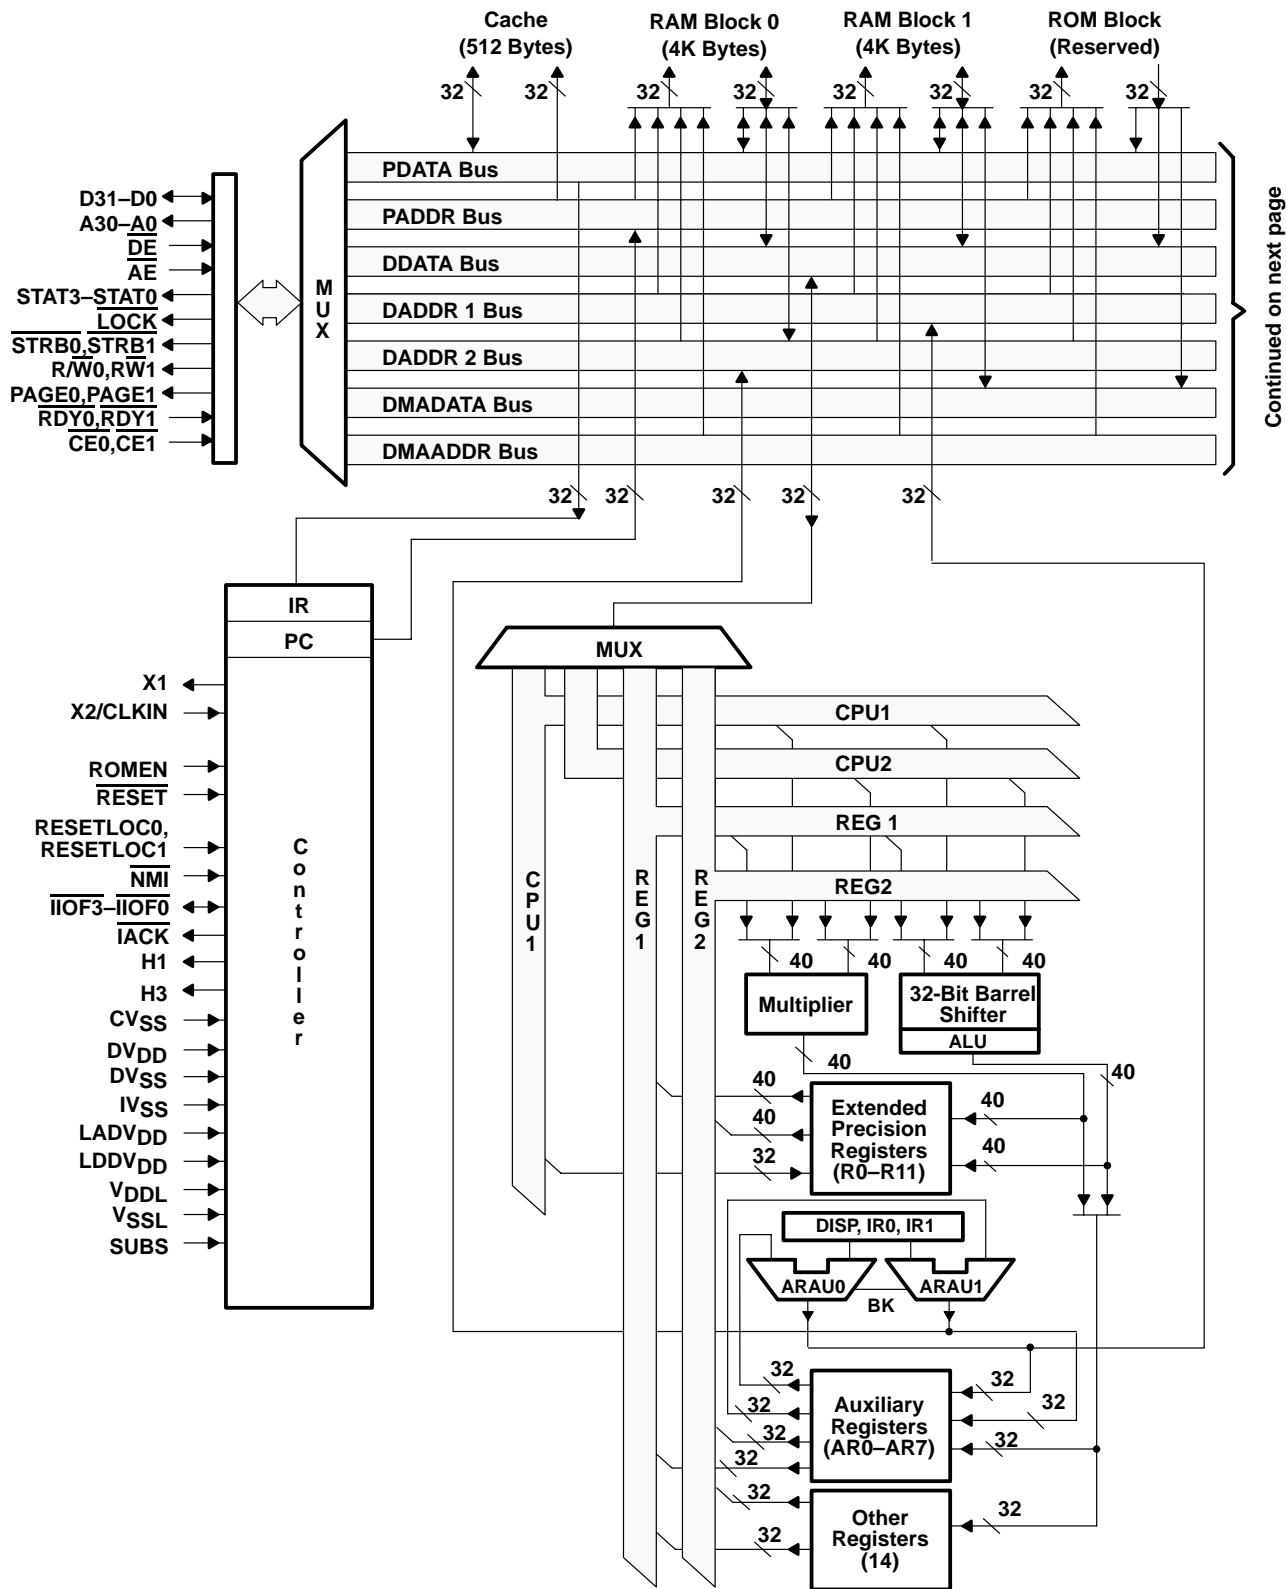 Cache
(512 Bytes)
RAM Block 0
(4K Bytes)
RAM Block 1
(4K Bytes)
ROM Block
(Reserved)
32 32 32 32 32 32 32 32
PDATA Bus
PADDR Bus
DDATA Bus
DADDR 1 Bus
DADDR 2 Bus
DMADATA Bus
DMAADDR Bus
MUX
Continued on next page
D31–D0
A30–A0
DE
AE
STAT3–STAT0
LOCK
STRB0,STRB1
R/W0,RW1
PAGE0,PAGE1
RDY0,RDY1
CE0,CE1
32 32 32 32 32
IR
PC
Controller
X1
X2/CLKIN
ROMEN
RESET
RESETLOC0,
RESETLOC1
NMI
IIOF3–IIOF0
IACK
H1
H3
CVSS
DVDD
DVSS
IVSS
LADVDD
LDDVDD
VDDL
VSSL
SUBS
MUX
CPU1
CPU2
REG 1
REG2
CPU1
REG1
REG2
40 40 40 40
Multiplier
32-Bit Barrel
Shifter
ALU
40
40
40
40
32
Extended
Precision
Registers
(R0–R11)
40
40
DISP, IR0, IR1
ARAU0
BK
ARAU1
32
32
32
32
Auxiliary
Registers
(AR0–AR7)
32
32
32
32
32
Other
Registers
(14)
32